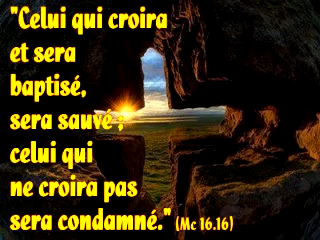 "Celui qui croira
et sera
baptisé,
sera sauvé ;
celui qui
ne croira pas
sera condamné." (Mc 16.16)